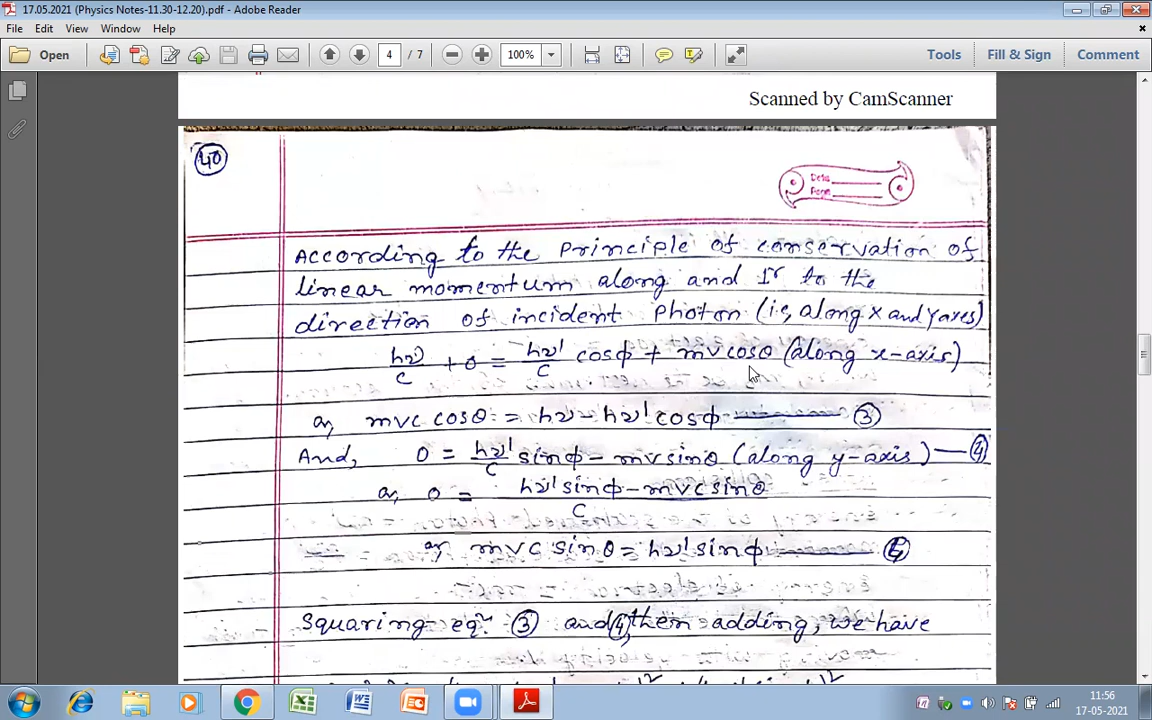 17.05.2021 (Physics Notes-11.30-12.20).pdf - Adobe Reader
File Edit View Window Help
Open 4 / 7 100% Tools Fill & Sign Comment
Scanned by CamScanner
40
Date
Page
According to the Principle of conservation of
linear momentum along and ⊥r to the
direction of incident Photon (i.e, along x and y axes)
hν/c + 0 = hν'/c cosφ + mv cosθ (along x-axis)
or, mvc cosθ = hν - hν' cosφ ——— ③
And, 0 = hν'/c sinφ - mv sinθ (along y-axis) — ④
or, 0 = hν' sinφ - mvc sinθ / c
or mvc sinθ = hν' sinφ ———
Squaring eqn. ③ and ④, then adding, we have
11:56
17-05-2021